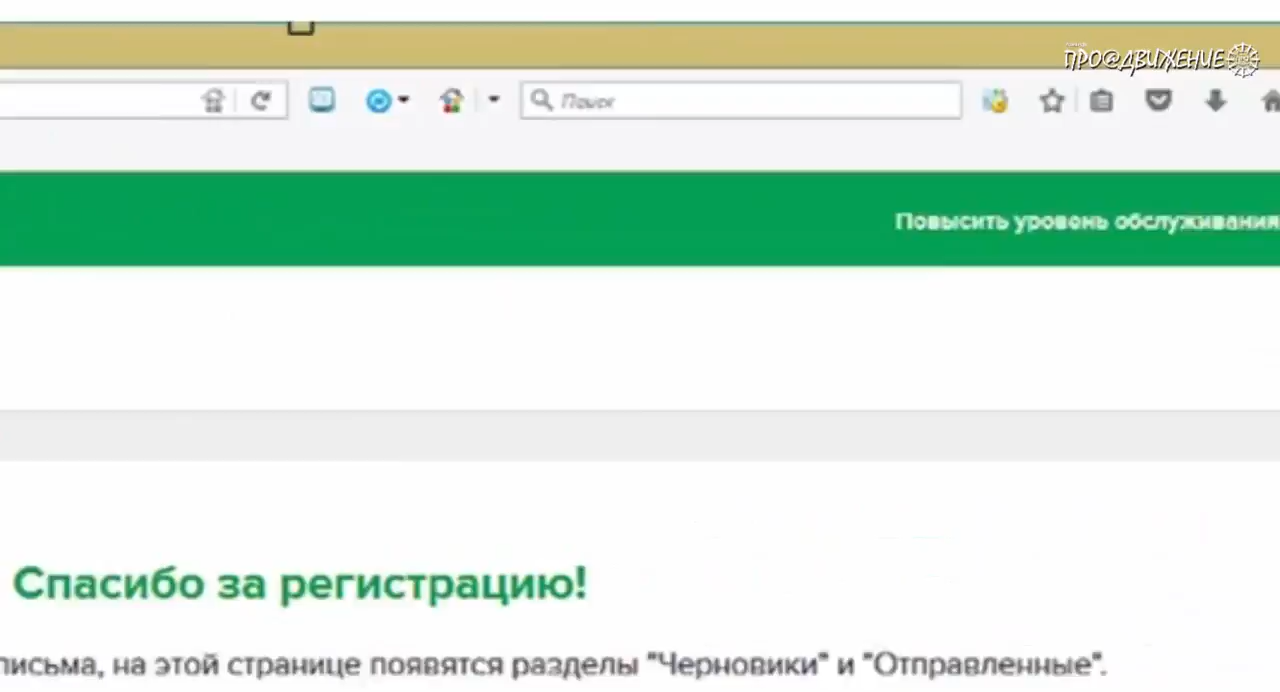 ПРО@ДВИЖЕНИЕ
Поиск
Повысить уровень обслуживания
Спасибо за регистрацию!
письма, на этой странице появятся разделы "Черновики" и "Отправленные".